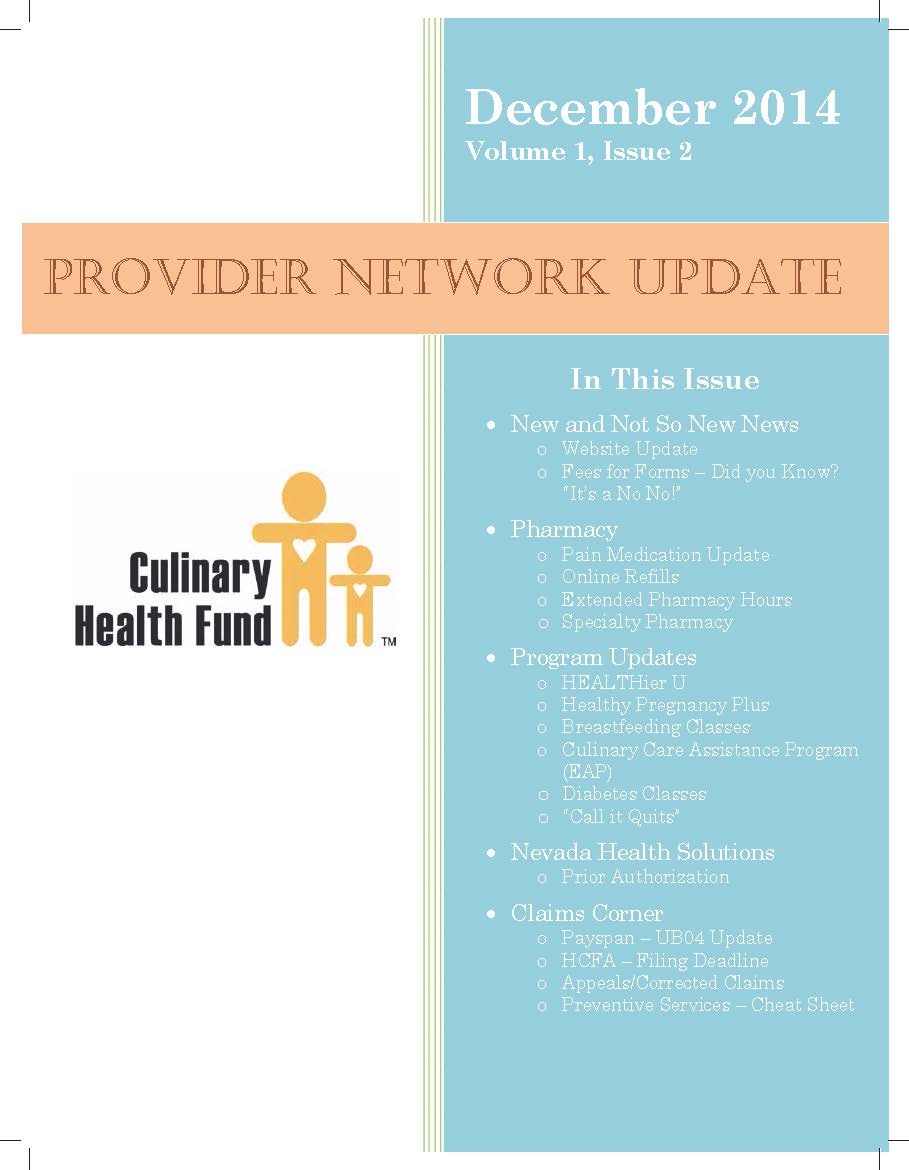 December 2014
Volume 1, Issue 2
PROVIDER NETWORK UPDATE
Culinary
Health Fund
TM
In This Issue
• New and Not So New News
o Website Update
o Fees for Forms – Did you Know?
"It's a No No!"
• Pharmacy
o Pain Medication Update
o Online Refills
o Extended Pharmacy Hours
o Specialty Pharmacy
• Program Updates
o HEALTHier U
o Healthy Pregnancy Plus
o Breastfeeding Classes
o Culinary Care Assistance Program
(EAP)
o Diabetes Classes
o "Call it Quits"
• Nevada Health Solutions
o Prior Authorization
• Claims Corner
o Payspan – UB04 Update
o HCFA – Filing Deadline
o Appeals/Corrected Claims
o Preventive Services – Cheat Sheet